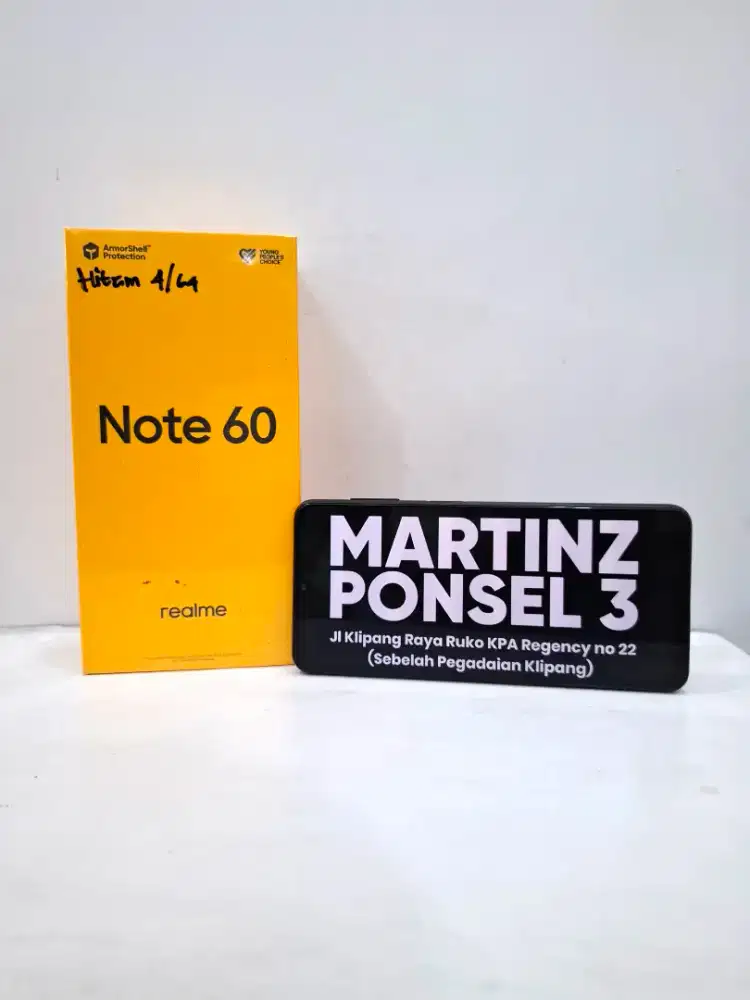 ArmorShell™
Protection
YOUNG
PEOPLE'S
CHOICE
Hitam 4/64
Note 60
realme
MARTINZ
PONSEL 3
Jl Klipang Raya Ruko KPA Regency no 22
(Sebelah Pegadaian Klipang)